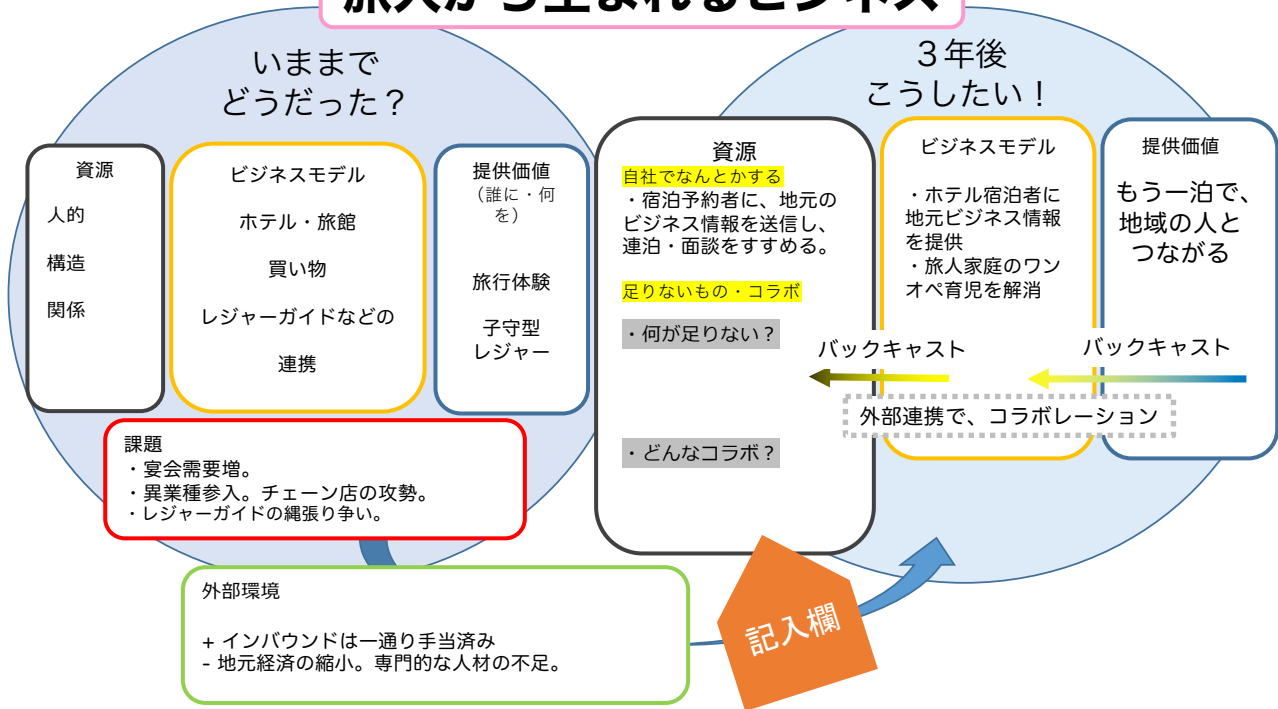 旅人から生まれるビジネス
いままで
どうだった？
３年後
こうしたい！
資源
人的
構造
関係
ビジネスモデル
ホテル・旅館
買い物
レジャーガイドなどの
連携
提供価値
（誰に・何
を）
旅行体験
子守型
レジャー
課題
・宴会需要増。
・異業種参入。チェーン店の攻勢。
・レジャーガイドの縄張り争い。
外部環境
+ インバウンドは一通り手当済み
- 地元経済の縮小。専門的な人材の不足。
資源
自社でなんとかする
・宿泊予約者に、地元の
ビジネス情報を送信し、
連泊・面談をすすめる。
足りないもの・コラボ
・何が足りない？
・どんなコラボ？
ビジネスモデル
・ホテル宿泊者に
地元ビジネス情報
を提供
・旅人家庭のワン
オペ育児を解消
提供価値
もう一泊で、
地域の人と
つながる
バックキャスト
バックキャスト
外部連携で、コラボレーション
記入欄